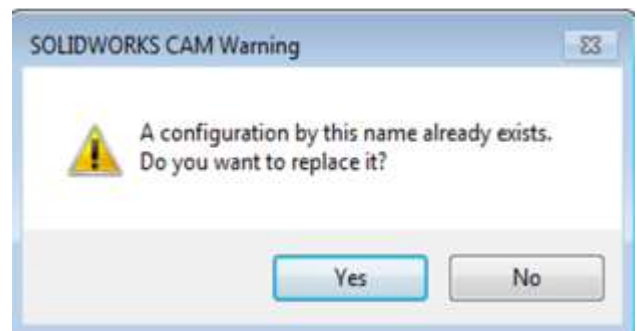 SOLIDWORKS CAM Warning
A configuration by this name already exists.
Do you want to replace it?
Yes
No